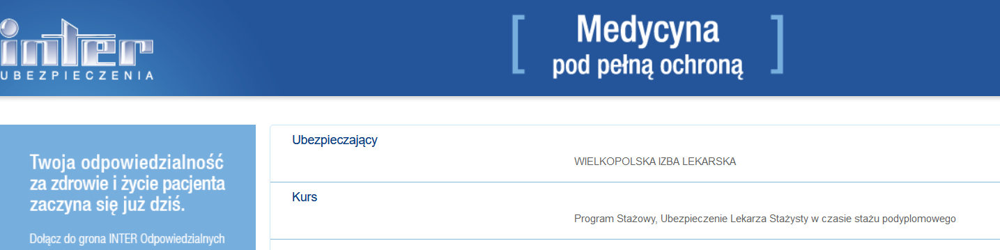 inter
UBEZPIECZENIA
Medycyna
pod pełną ochroną
Twoja odpowiedzialność
za zdrowie i życie pacjenta
zaczyna się już dziś.
Dołącz do grona INTER Odpowiedzialnych
Ubezpieczający
WIELKOPOLSKA IZBA LEKARSKA
Kurs
Program Stażowy, Ubezpieczenie Lekarza Stażysty w czasie stażu podyplomowego